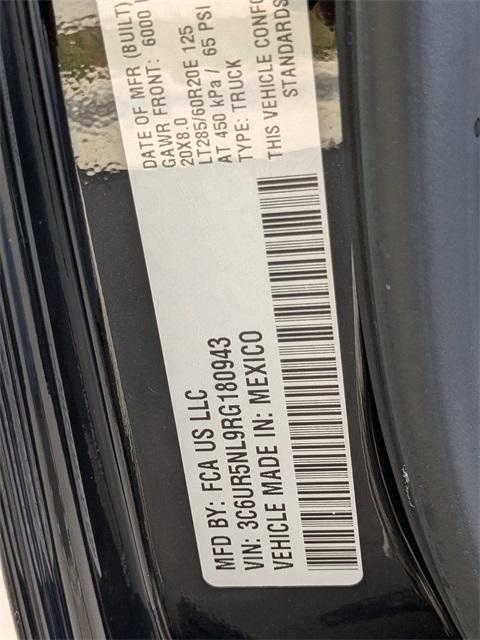 DATE OF MFR (BUILT)
GAWR FRONT: 6000
20X8.0
LT285/60R20E 125
AT 450 kPa / 65 PSI
TYPE: TRUCK
THIS VEHICLE
STANDARDS
MFD BY: FCA US LLC
VIN: 3C6UR5NL9RG180943
VEHICLE MADE IN: MEXICO